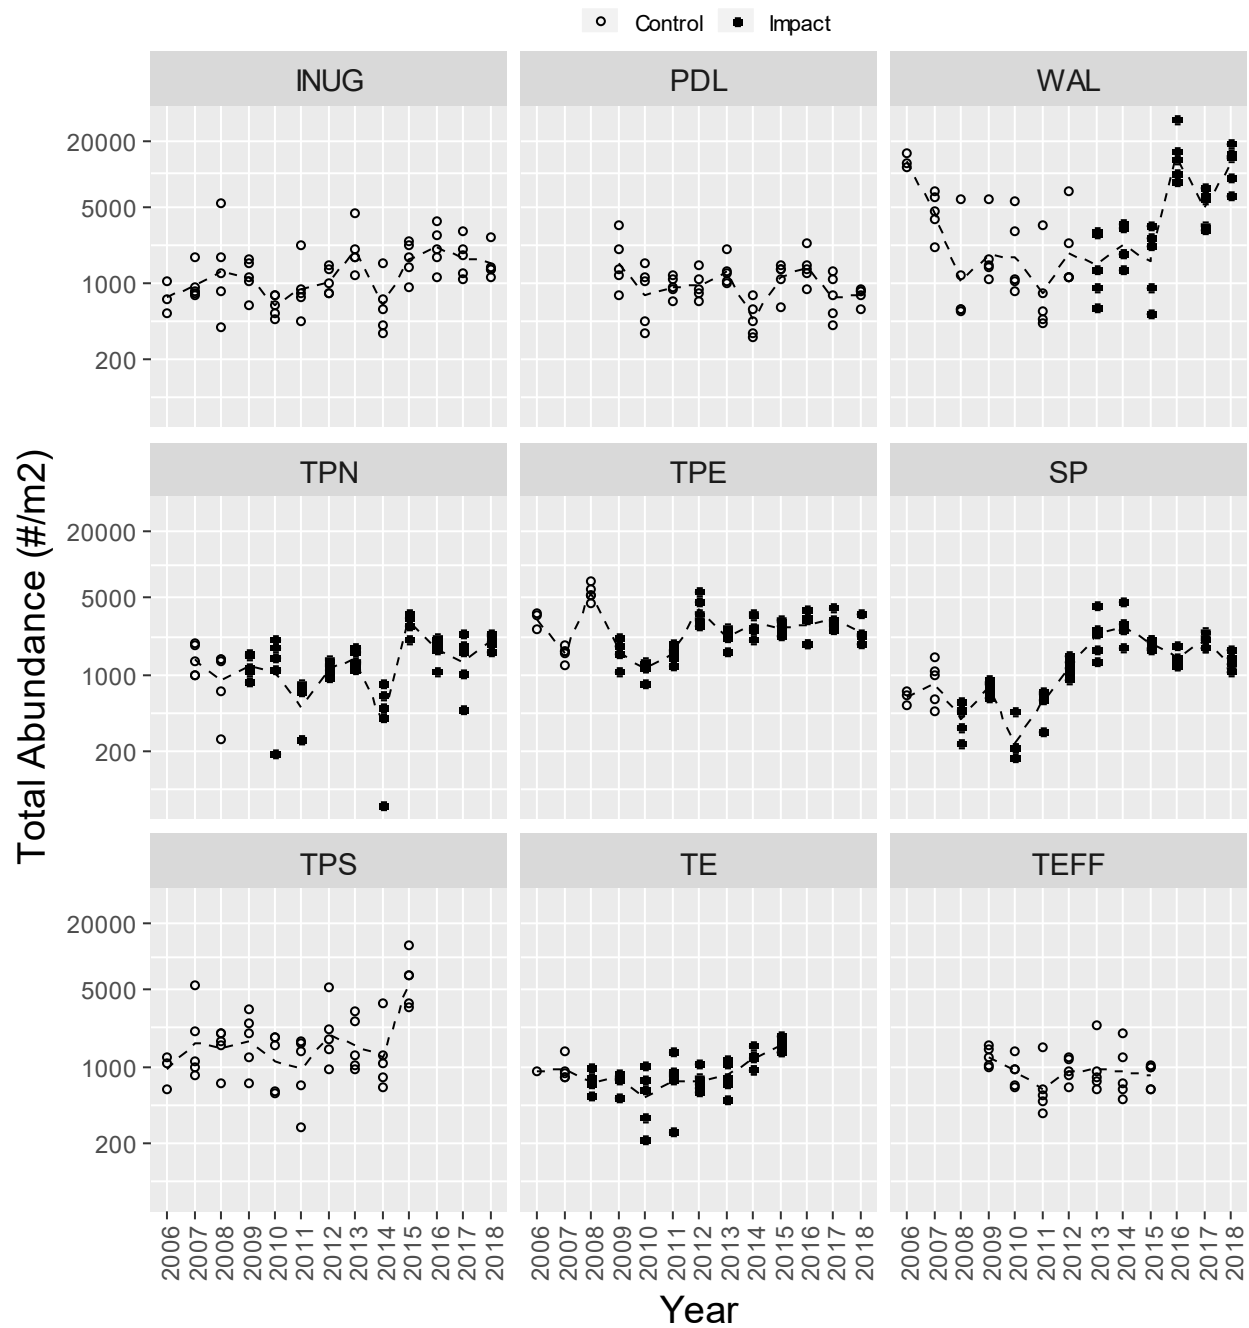 Control Impact
INUG PDL WAL
20000
5000
1000
200
TPN TPE SP
20000
5000
1000
200
TPS TE TEFF
20000
5000
1000
200
Total Abundance (#/m2)
2006 2007 2008 2009 2010 2011 2012 2013 2014 2015 2016 2017 2018 2006 2007 2008 2009 2010 2011 2012 2013 2014 2015 2016 2017 2018 2006 2007 2008 2009 2010 2011 2012 2013 2014 2015 2016 2017 2018
Year